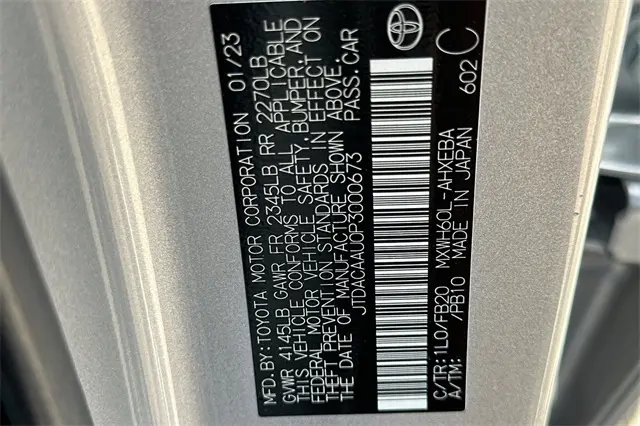 MFD.BY:TOYOTA MOTOR CORPORATION 01/23
GVWR 4145LB GAWR FR 2345LB RR 2270LB
THIS VEHICLE CONFORMS TO ALL APPLICABLE
FEDERAL MOTOR VEHICLE SAFETY,BUMPER,AND
THEFT PREVENTION STANDARDS IN EFFECT ON
THE DATE OF MANUFACTURE SHOWN ABOVE.
JTDACAAU0P3000673 PASS.CAR
C/TR:1L0/FB20 MXWH60L-AHXEBA
A/TM: /PB10 MADE IN JAPAN
602 C